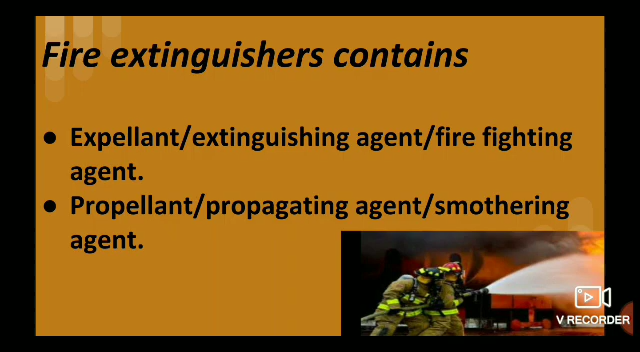 Fire extinguishers contains
● Expellant/extinguishing agent/fire fighting
agent.
● Propellant/propagating agent/smothering
agent.
V RECORDER